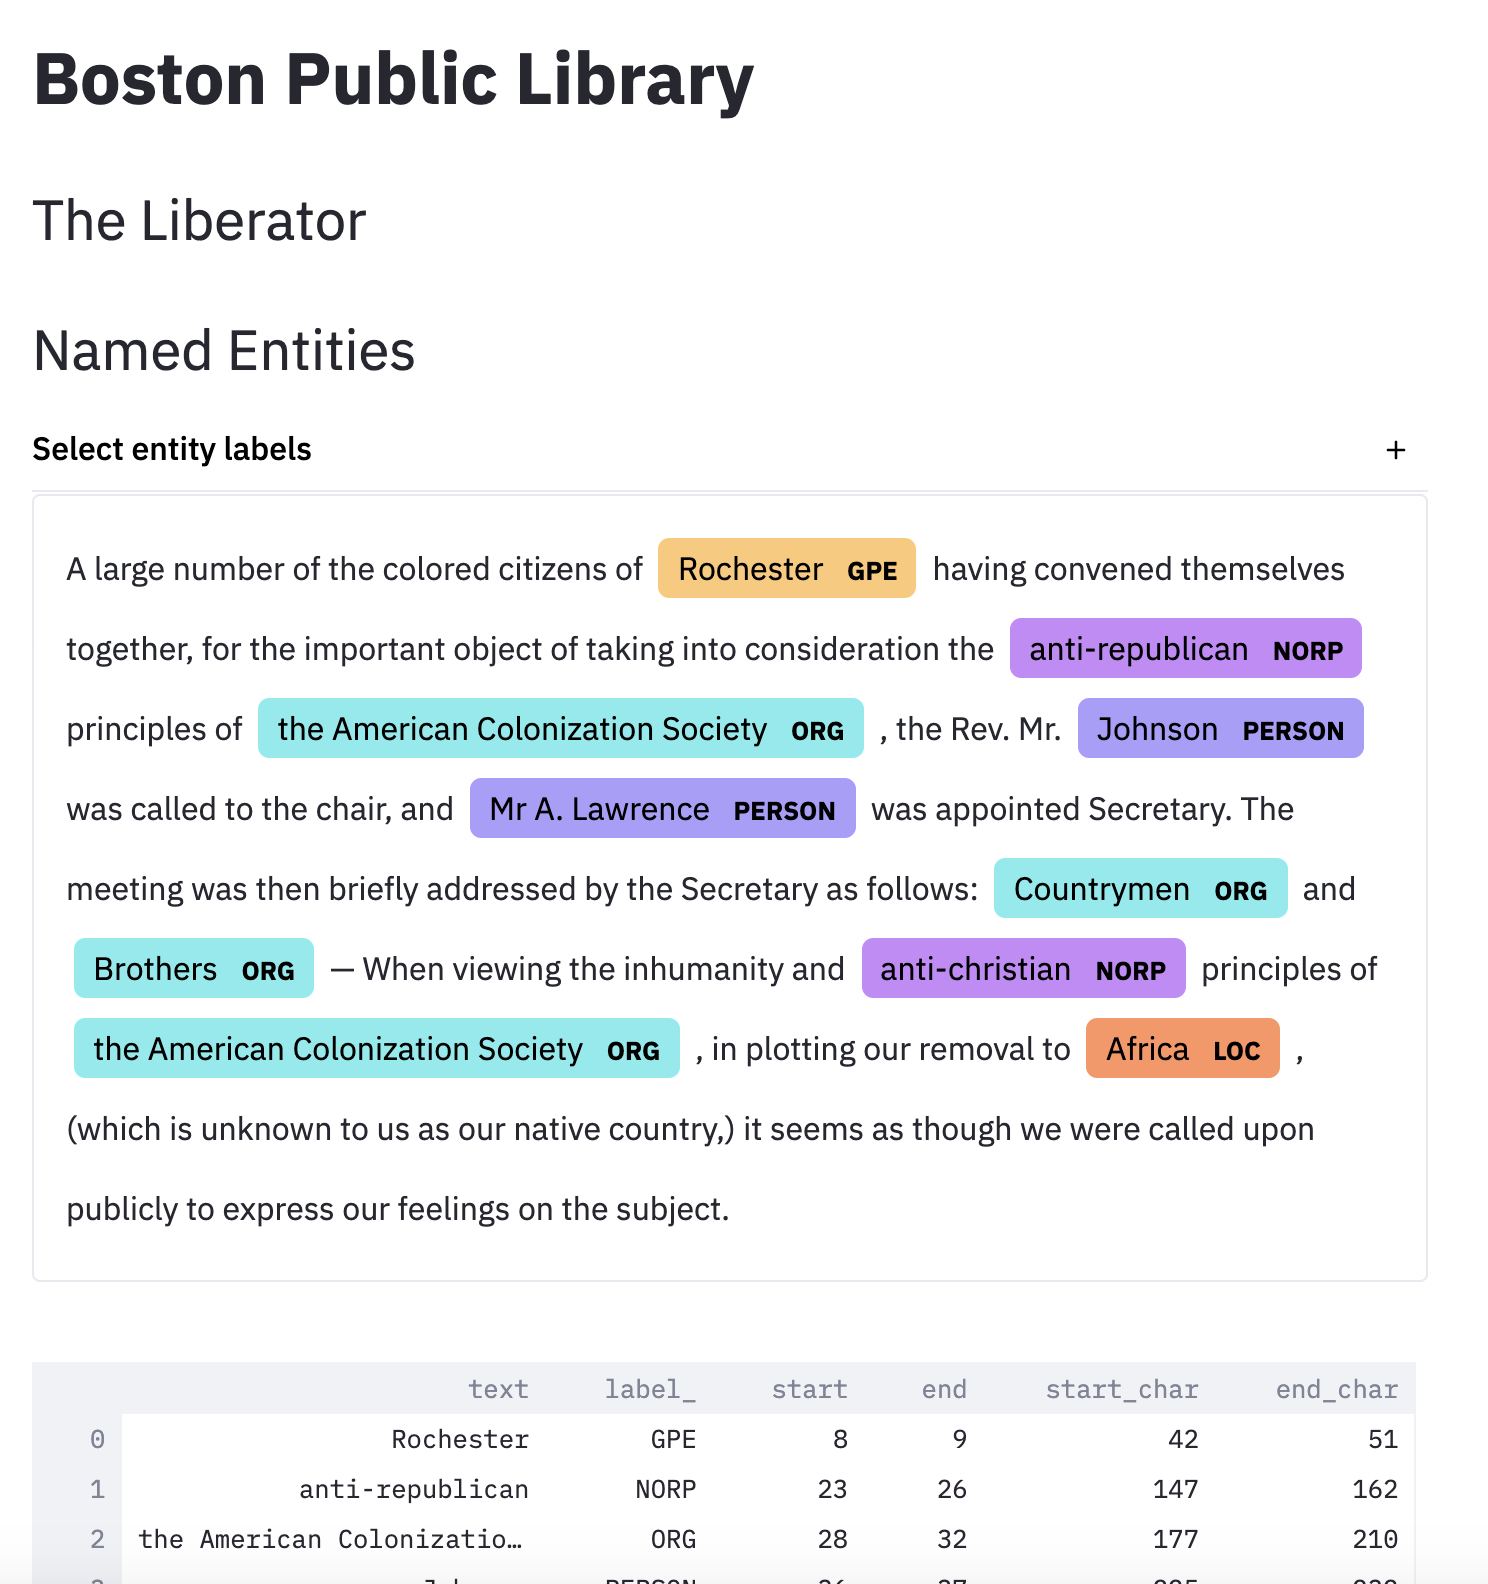 Boston Public Library
The Liberator
Named Entities
Select entity labels +
A large number of the colored citizens of Rochester GPE having convened themselves
together, for the important object of taking into consideration the anti-republican NORP
principles of the American Colonization Society ORG , the Rev. Mr. Johnson PERSON
was called to the chair, and Mr A. Lawrence PERSON was appointed Secretary. The
meeting was then briefly addressed by the Secretary as follows: Countrymen ORG and
Brothers ORG — When viewing the inhumanity and anti-christian NORP principles of
the American Colonization Society ORG , in plotting our removal to Africa LOC ,
(which is unknown to us as our native country,) it seems as though we were called upon
publicly to express our feelings on the subject.
text label_ start end start_char end_char
0 Rochester GPE 8 9 42 51
1 anti-republican NORP 23 26 147 162
2 the American Colonizatio… ORG 28 32 177 210